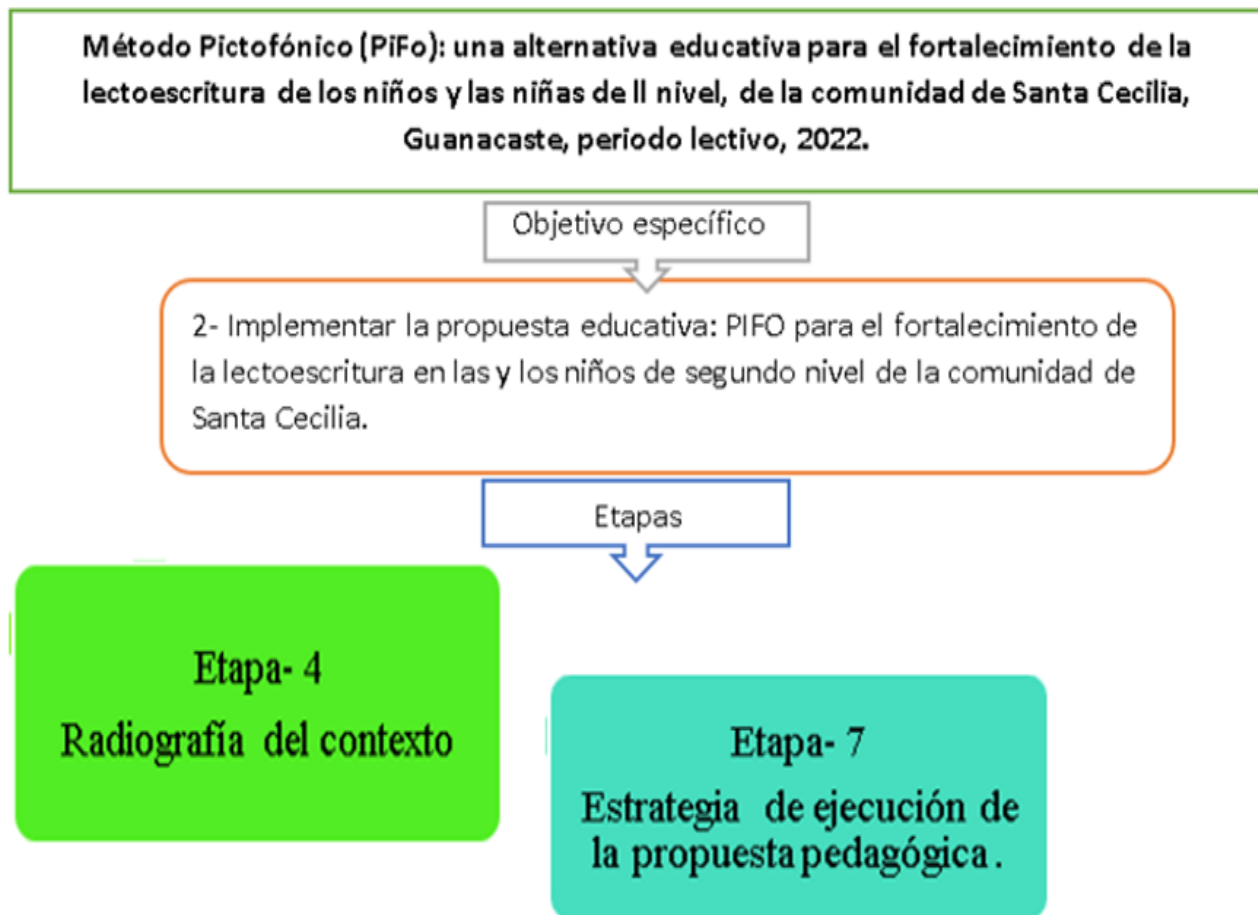 Método Pictofónico (PiFo): una alternativa educativa para el fortalecimiento de la
lectoescritura de los niños y las niñas de II nivel, de la comunidad de Santa Cecilia,
Guanacaste, periodo lectivo, 2022.
Objetivo específico
2- Implementar la propuesta educativa: PIFO para el fortalecimiento de
la lectoescritura en las y los niños de segundo nivel de la comunidad de
Santa Cecilia.
Etapas
Etapa- 4
Radiografía del contexto
Etapa- 7
Estrategia de ejecución de
la propuesta pedagógica .